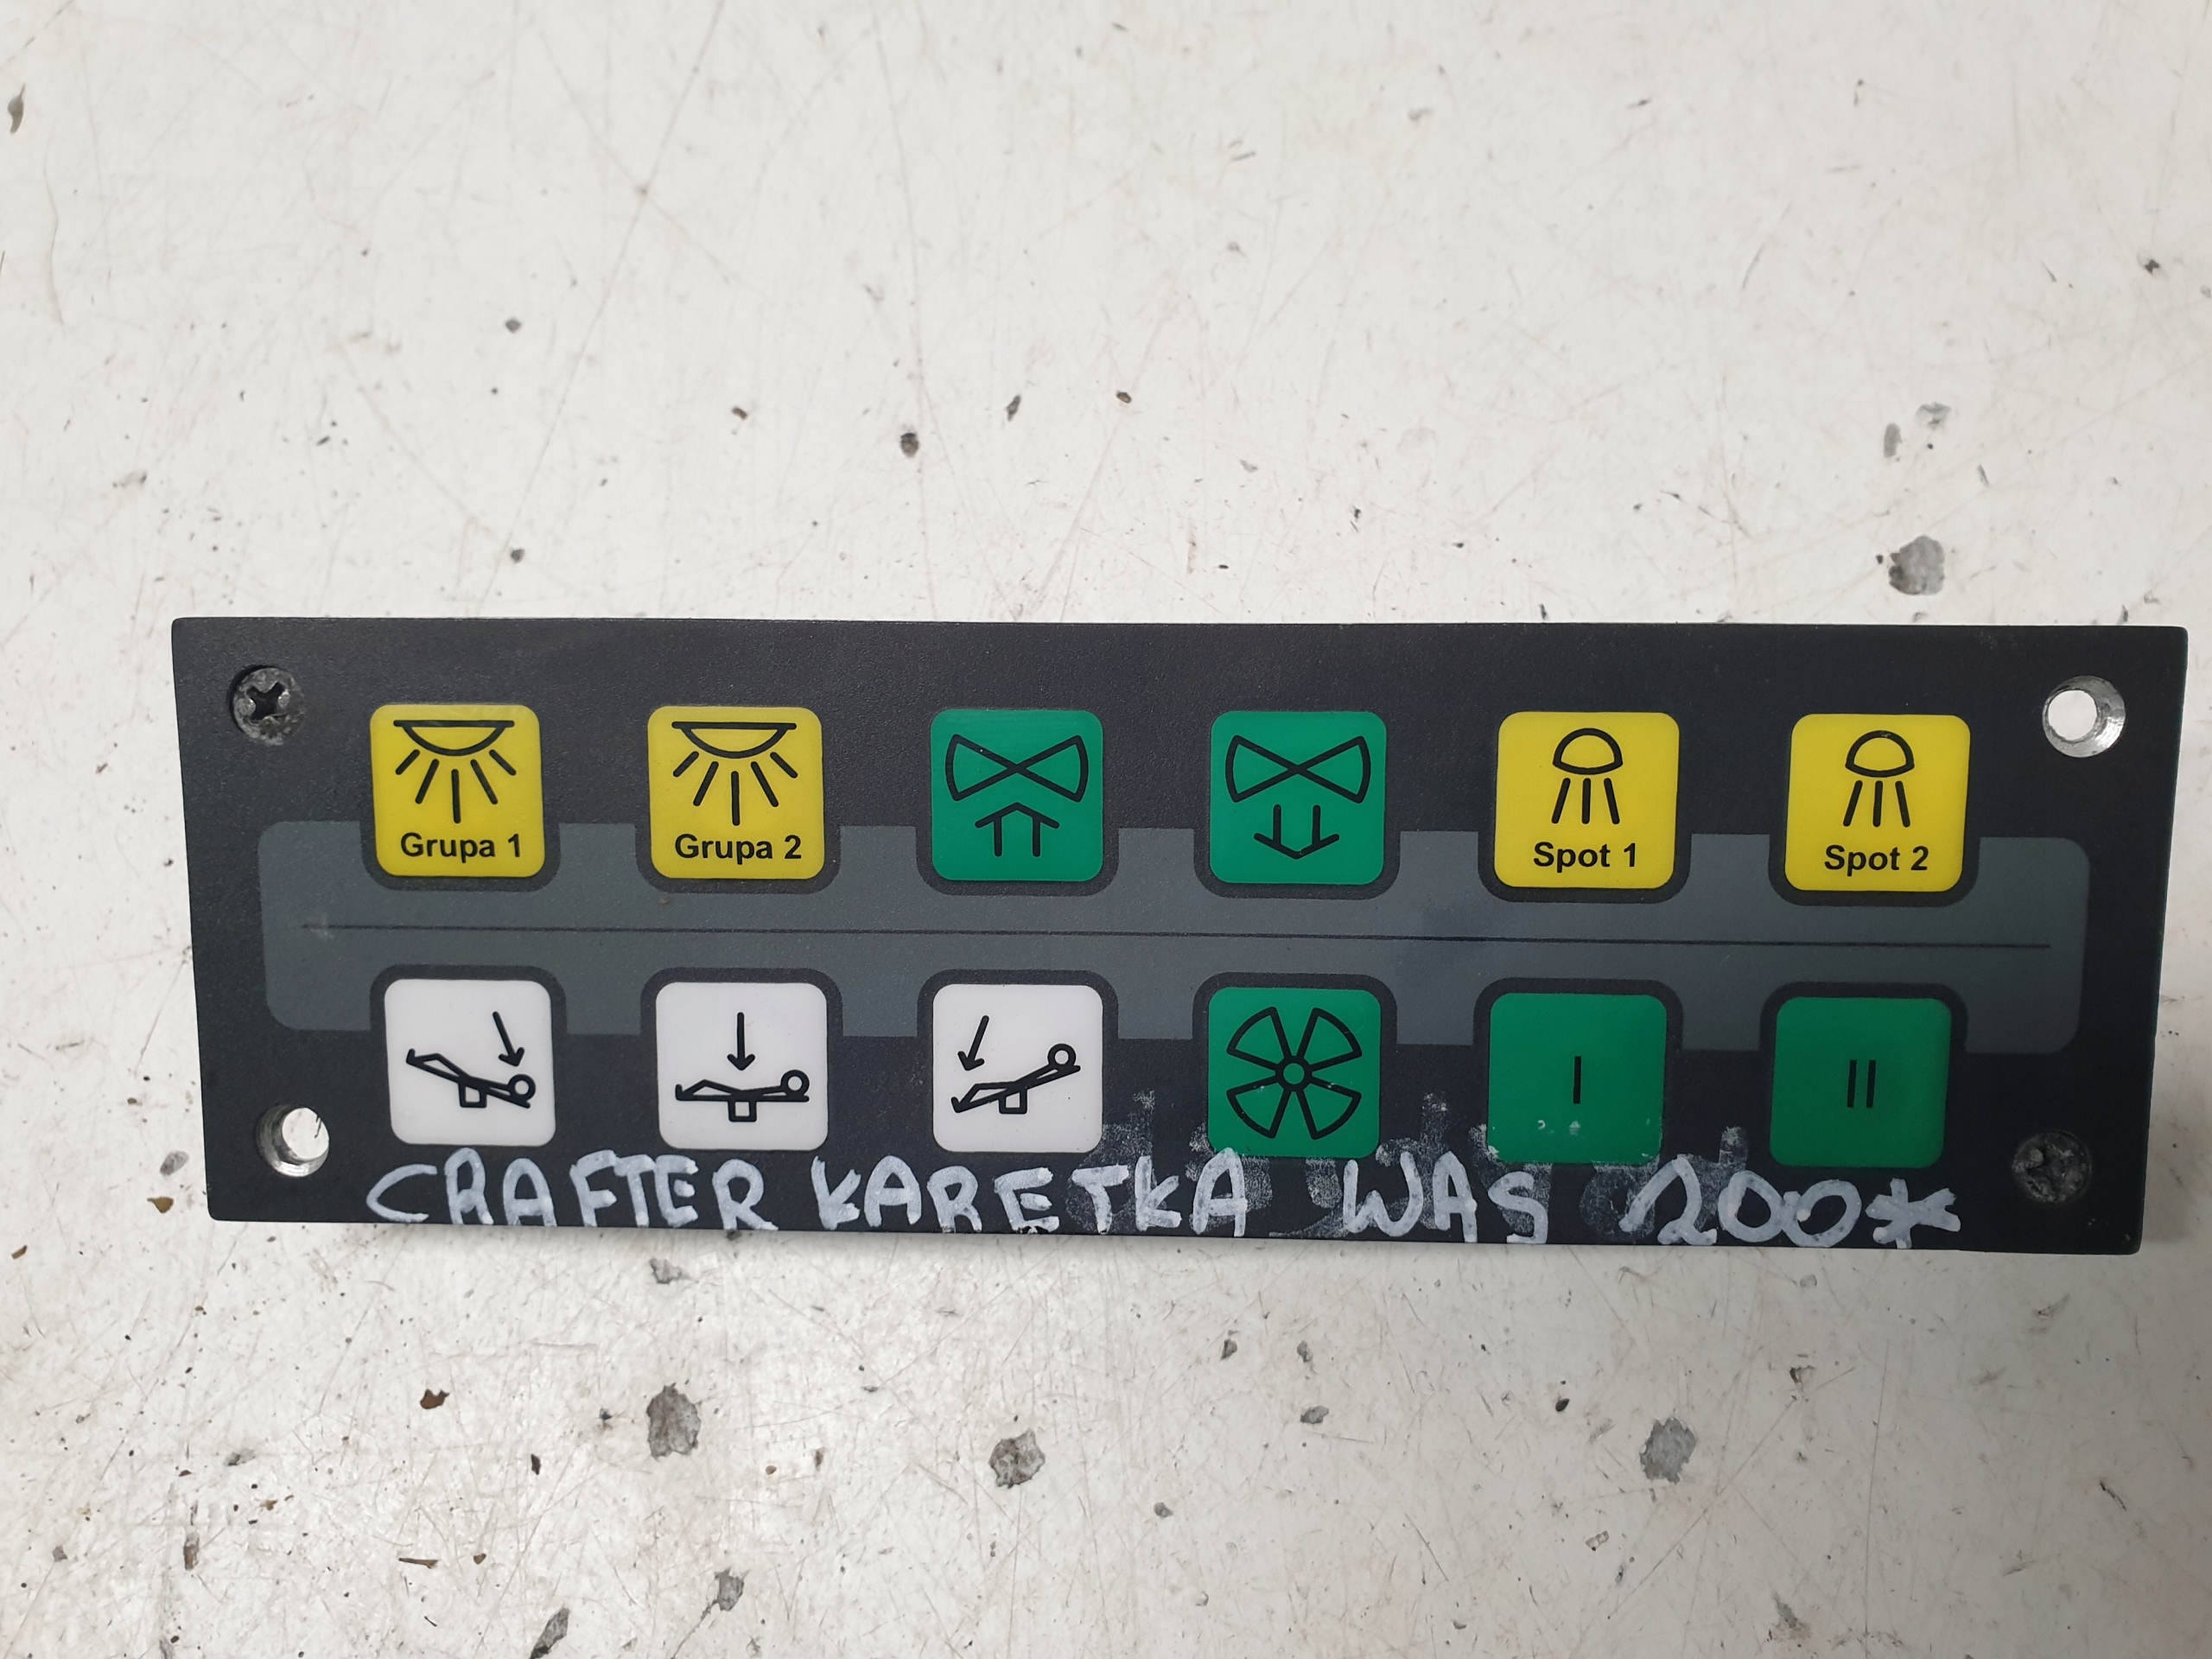 Grupa 1 Grupa 2 Spot 1 Spot 2
I II
CRAFTER KARETKA WAS 200*